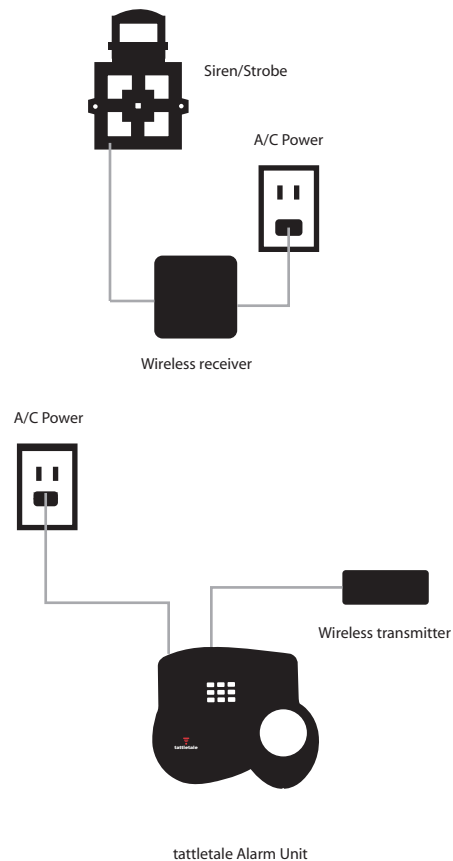 Siren/Strobe
A/C Power
Wireless receiver
A/C Power
Wireless transmitter
tattletale
tattletale Alarm Unit